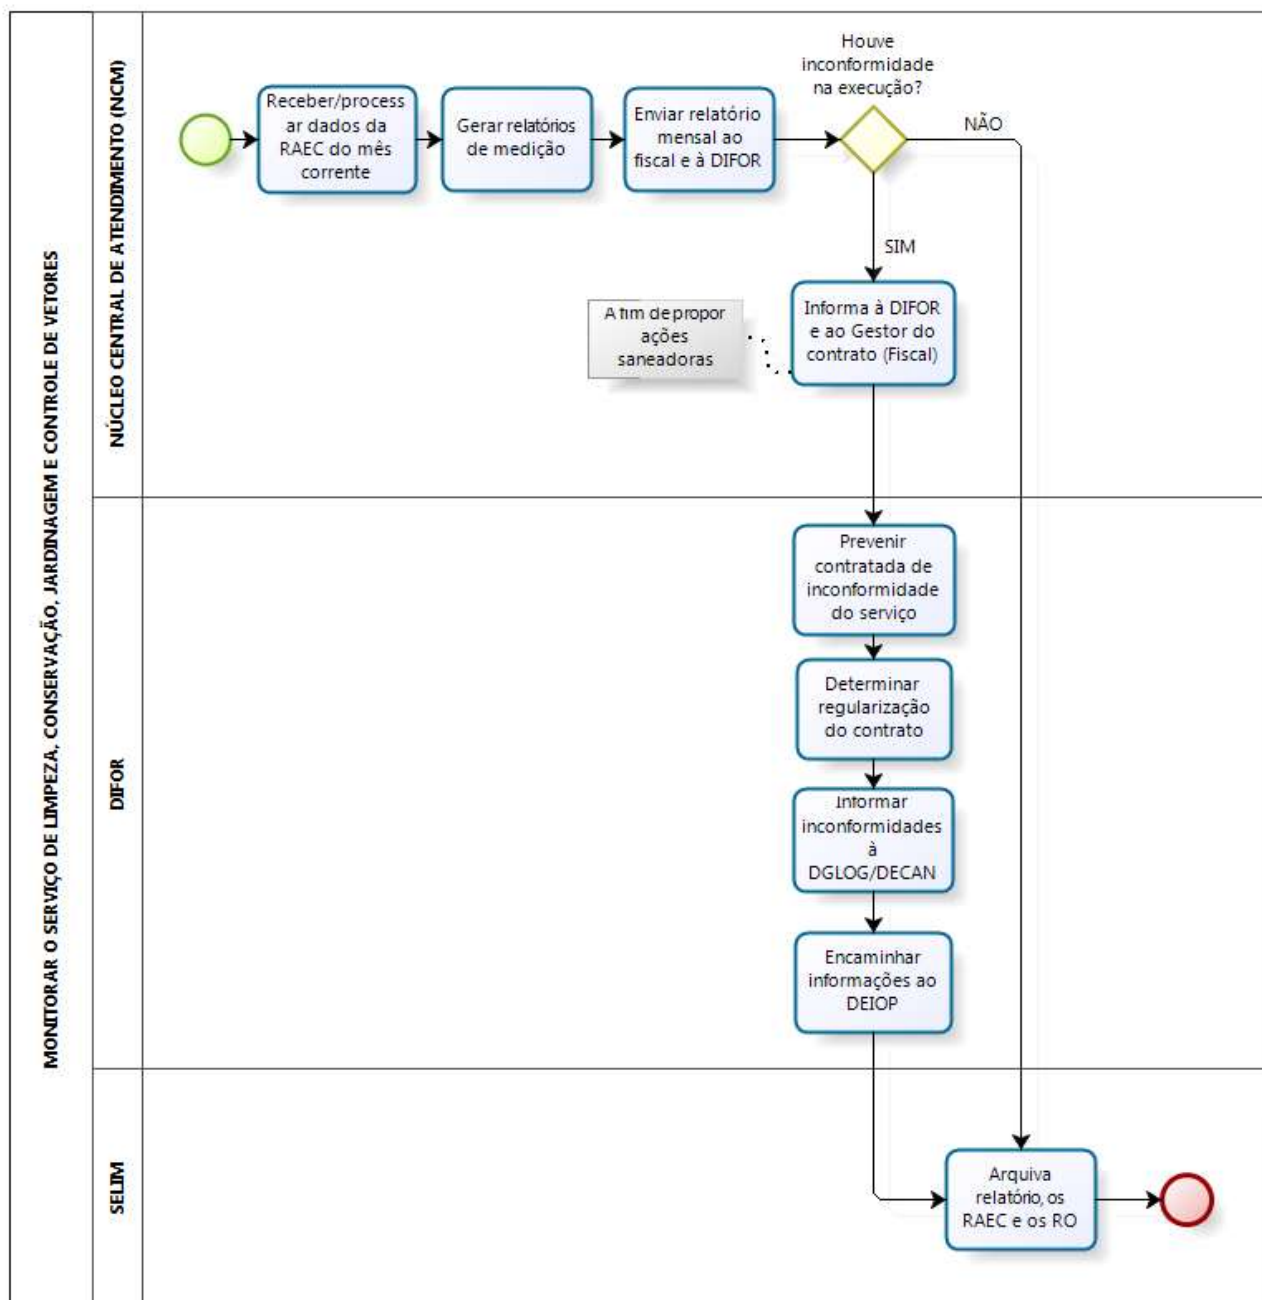 MONITORAR O SERVIÇO DE LIMPEZA, CONSERVAÇÃO, JARDINAGEM E CONTROLE DE VETORES
NÚCLEO CENTRAL DE ATENDIMENTO (NCM)
Receber/process
ar dados da
RAEC do mês
corrente
Gerar relatórios
de medição
Enviar relatório
mensal ao
fiscal e à DIFOR
Houve
inconformidade
na execução?
NÃO
SIM
A fim de propor
ações
saneadoras
Informa à DIFOR
e ao Gestor do
contrato (Fiscal)
DIFOR
Prevenir
contratada de
inconformidade
do serviço
Determinar
regularização
do contrato
Informar
inconformidades
à
DGLOG/DECAN
Encaminhar
informações ao
DEIOP
SELIM
Arquiva
relatório, os
RAEC e os RO